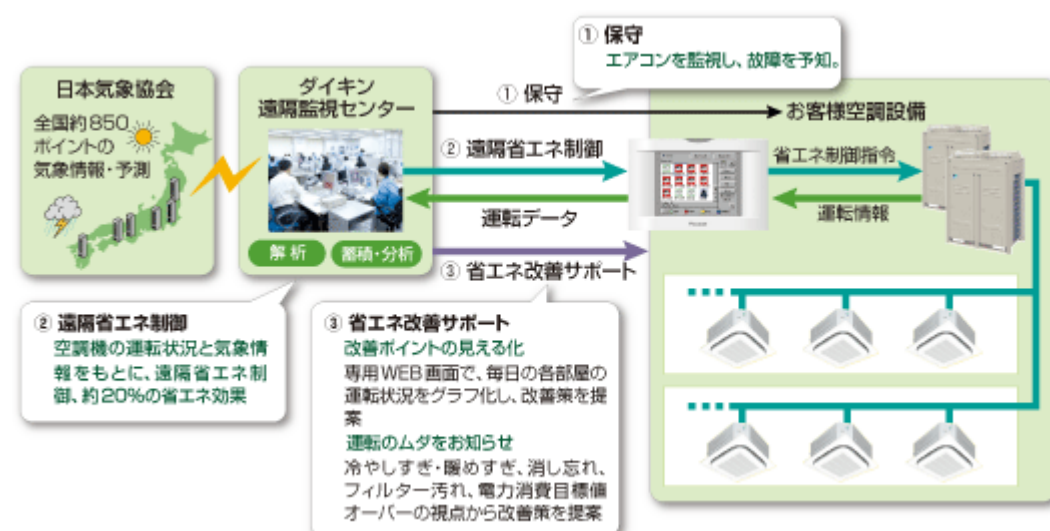 ① 保守
エアコンを監視し、故障を予知。
日本気象協会
全国約850
ポイントの
気象情報・予測
ダイキン
遠隔監視センター
解析
蓄積・分析
① 保守
② 遠隔省エネ制御
運転データ
③ 省エネ改善サポート
お客様空調設備
省エネ制御指令
運転情報
② 遠隔省エネ制御
空調機の運転状況と気象情
報をもとに、遠隔省エネ制
御、約20%の省エネ効果
③ 省エネ改善サポート
改善ポイントの見える化
専用WEB画面で、毎日の各部屋の
運転状況をグラフ化し、改善策を提
案
運転のムダをお知らせ
冷やしすぎ・暖めすぎ、消し忘れ、
フィルター汚れ、電力消費目標値
オーバーの視点から改善策を提案